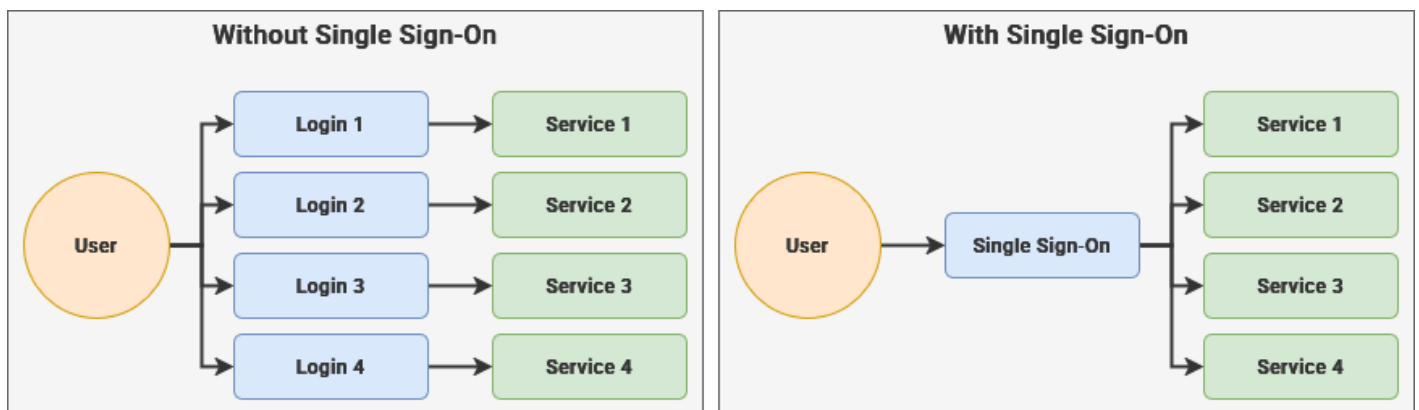 Without Single Sign-On
User
Login 1
Service 1
Login 2
Service 2
Login 3
Service 3
Login 4
Service 4
With Single Sign-On
User
Single Sign-On
Service 1
Service 2
Service 3
Service 4